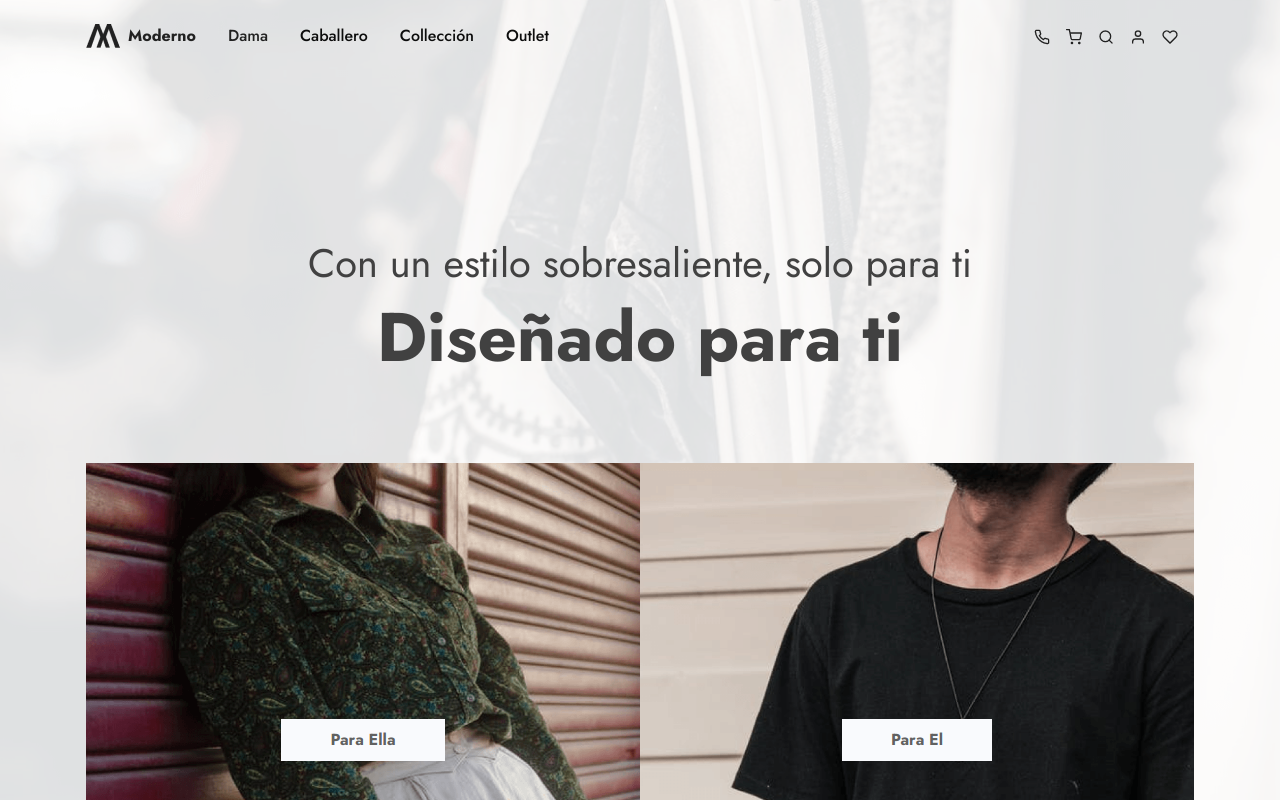 Moderno Dama Caballero Collección Outlet
Con un estilo sobresaliente, solo para ti
Diseñado para ti
Para Ella
Para El